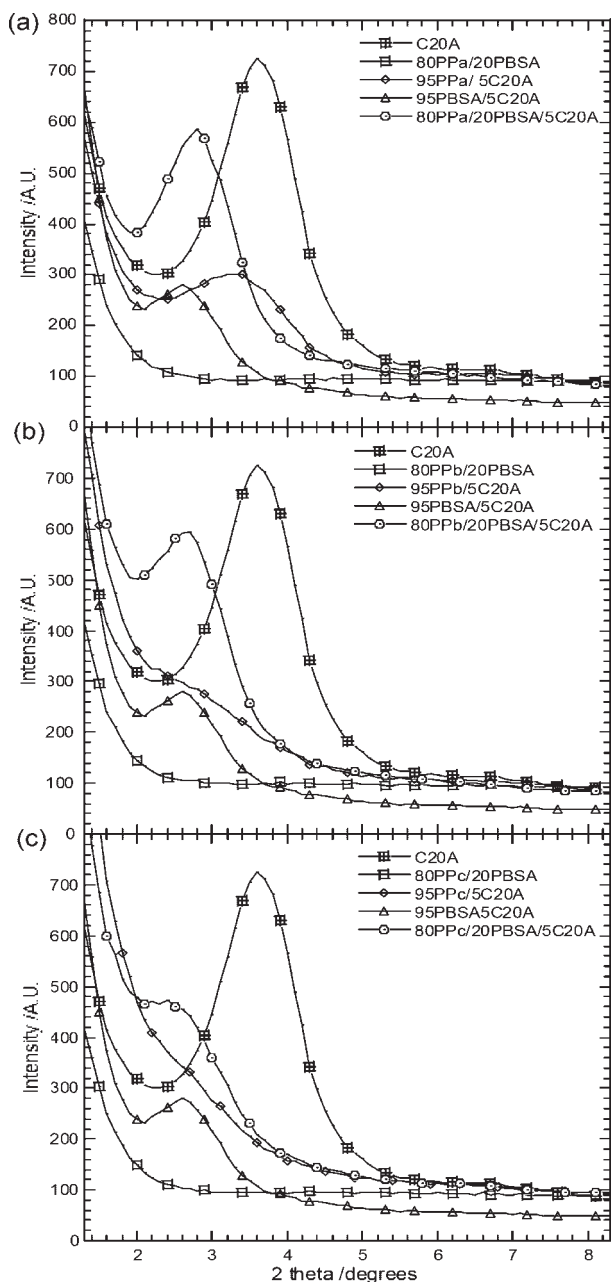 (a)
800
700
600
500
400
300
200
100
0
Intensity /A.U.
C20A
80PPa/20PBSA
95PPa/ 5C20A
95PBSA/5C20A
80PPa/20PBSA/5C20A
(b)
700
600
500
400
300
200
100
0
Intensity /A.U.
C20A
80PPb/20PBSA
95PPb/5C20A
95PBSA/5C20A
80PPb/20PBSA/5C20A
(c)
700
600
500
400
300
200
100
0
Intensity /A.U.
C20A
80PPc/20PBSA
95PPc/5C20A
95PBSA5C20A
80PPc/20PBSA/5C20A
2 3 4 5 6 7 8
2 theta /degrees